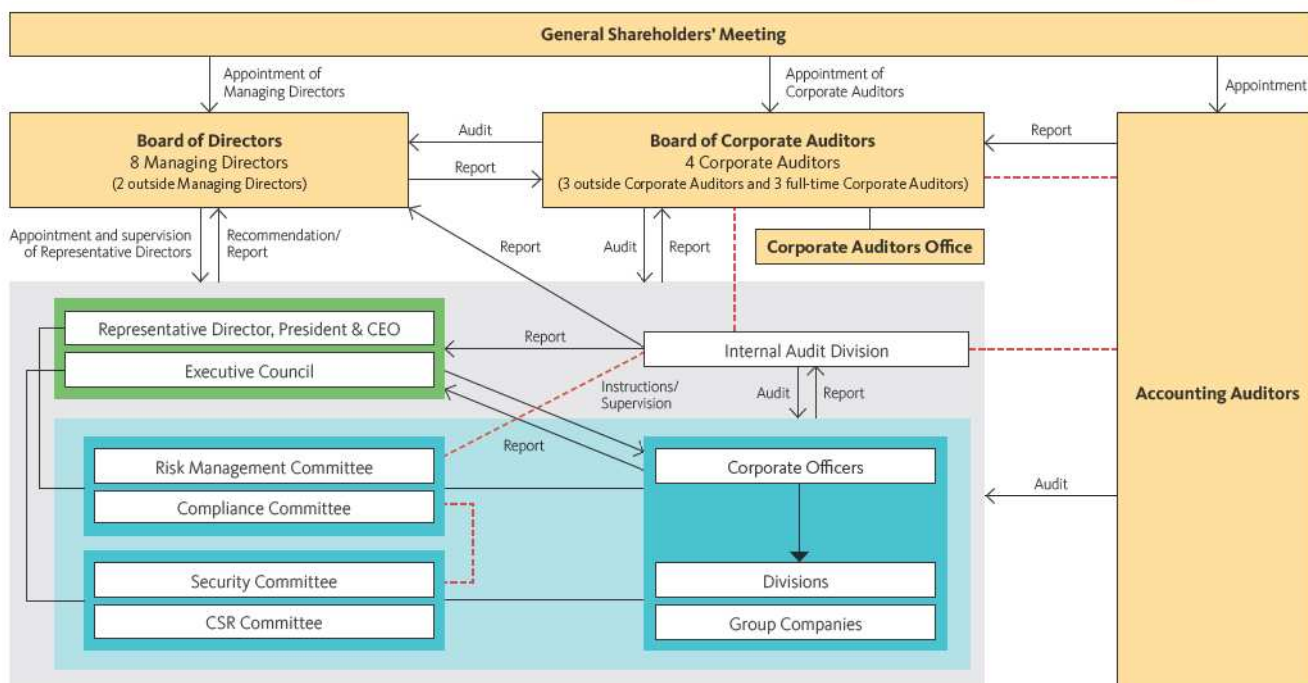 General Shareholders' Meeting
Appointment of
Managing Directors
Appointment of
Corporate Auditors
Appointment
Board of Directors
8 Managing Directors
(2 outside Managing Directors)
Audit
Report
Board of Corporate Auditors
4 Corporate Auditors
(3 outside Corporate Auditors and 3 full-time Corporate Auditors)
Report
Appointment and supervision
of Representative Directors
Recommendation/
Report
Report
Audit
Report
Corporate Auditors Office
Representative Director, President & CEO
Executive Council
Report
Internal Audit Division
Instructions/
Supervision
Audit
Report
Accounting Auditors
Report
Risk Management Committee
Compliance Committee
Corporate Officers
Audit
Security Committee
CSR Committee
Divisions
Group Companies